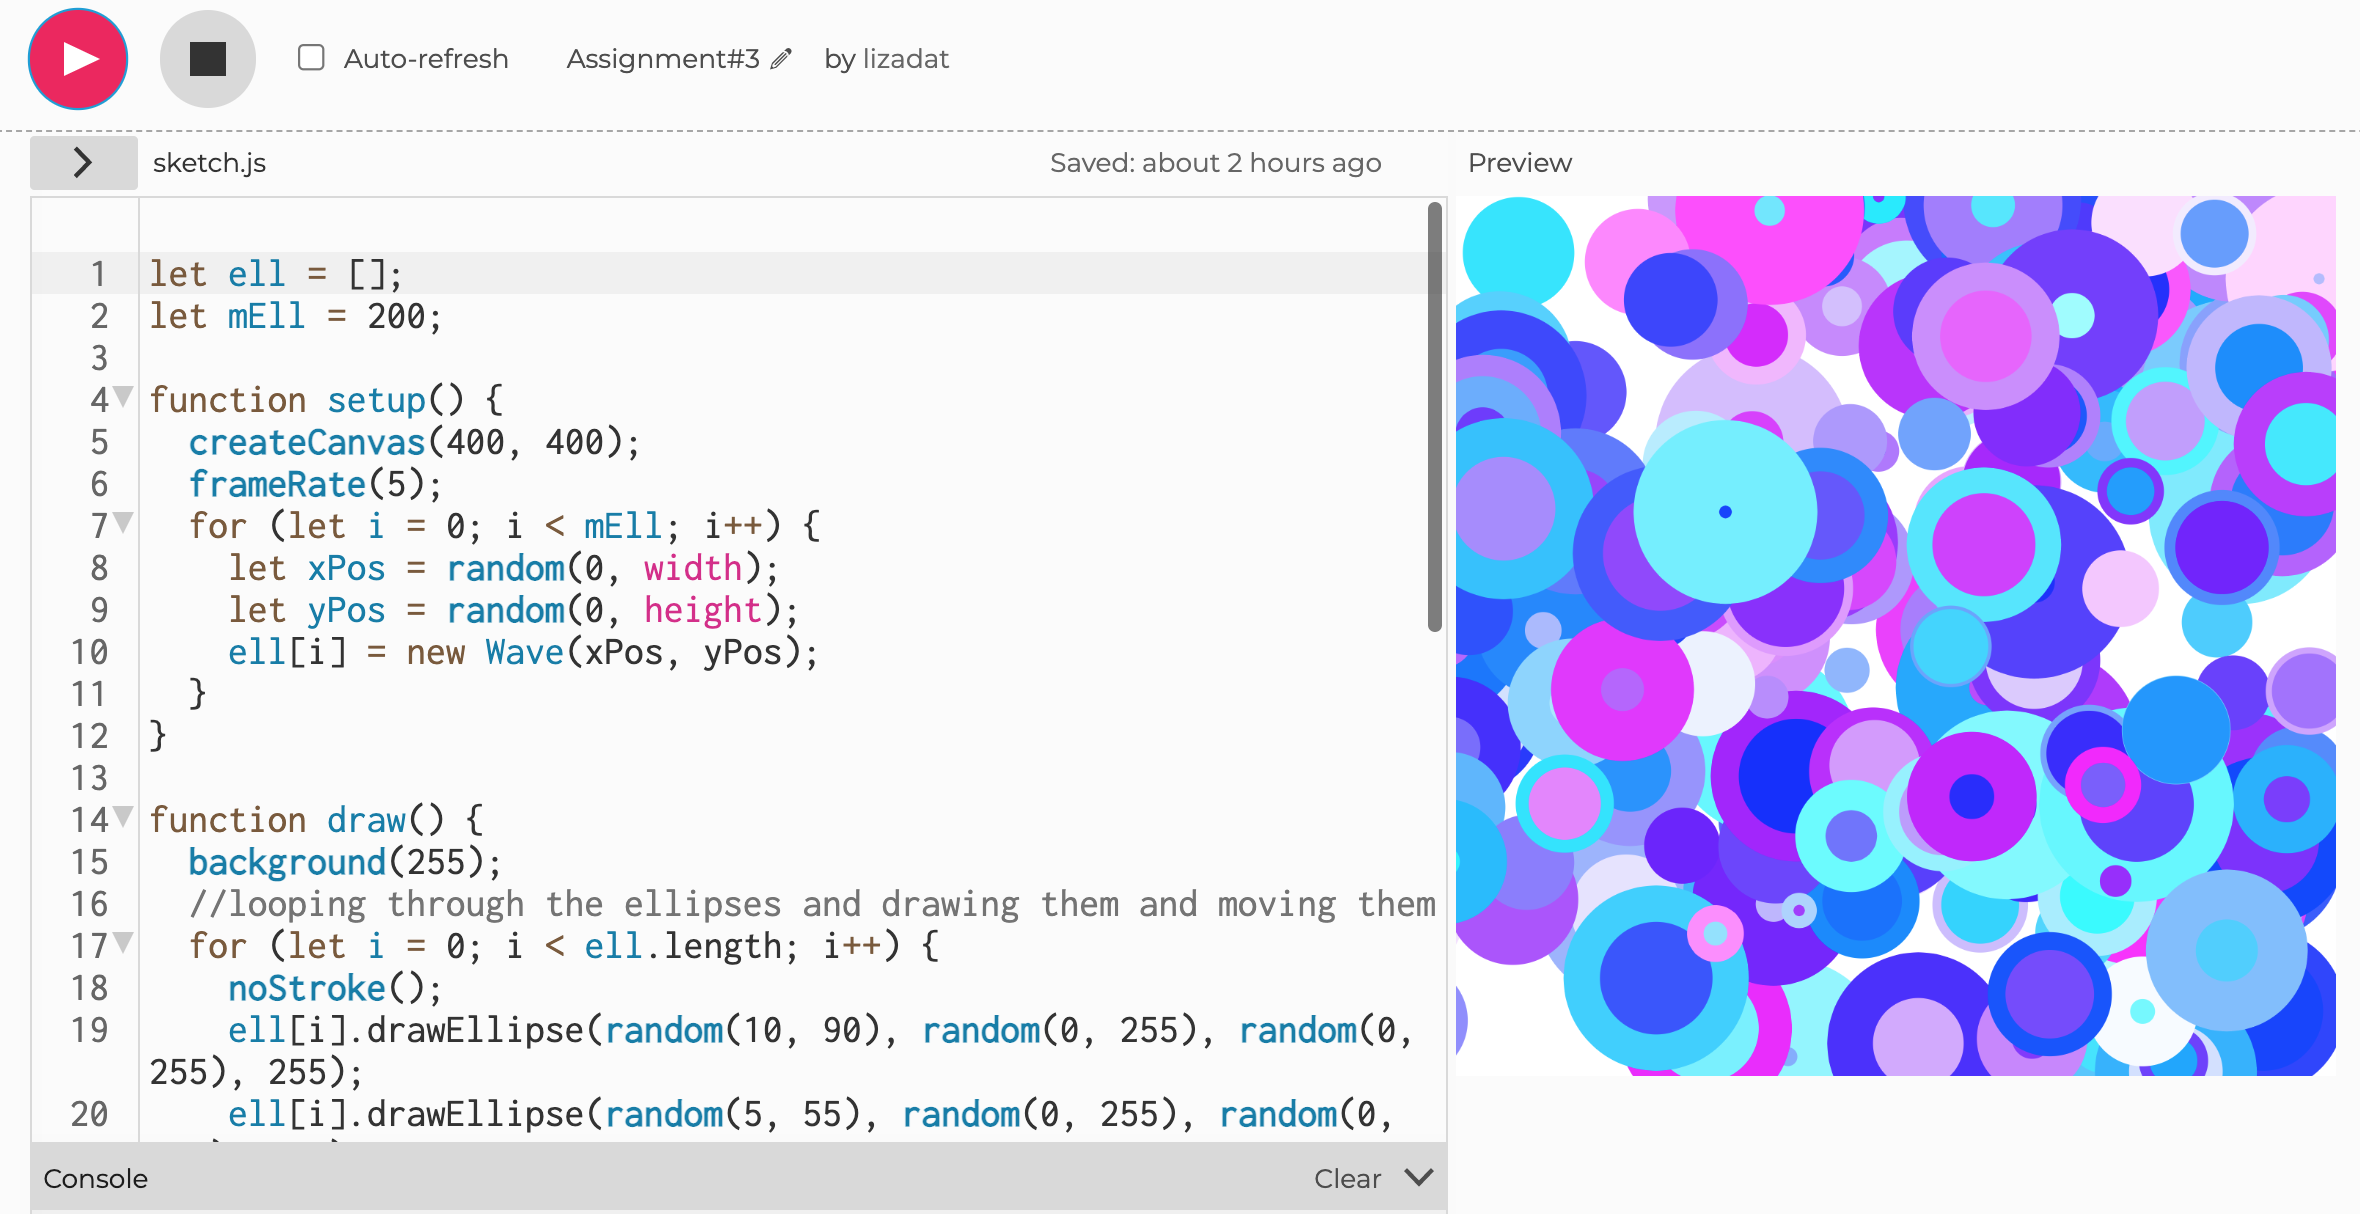 Auto-refresh Assignment#3 by lizadat
sketch.js Saved: about 2 hours ago Preview
1 let ell = [];
2 let mEll = 200;
3
4 function setup() {
5 createCanvas(400, 400);
6 frameRate(5);
7 for (let i = 0; i < mEll; i++) {
8 let xPos = random(0, width);
9 let yPos = random(0, height);
10 ell[i] = new Wave(xPos, yPos);
11 }
12 }
13
14 function draw() {
15 background(255);
16 //looping through the ellipses and drawing them and moving them
17 for (let i = 0; i < ell.length; i++) {
18 noStroke();
19 ell[i].drawEllipse(random(10, 90), random(0, 255), random(0,
255), 255);
20 ell[i].drawEllipse(random(5, 55), random(0, 255), random(0,
Console Clear